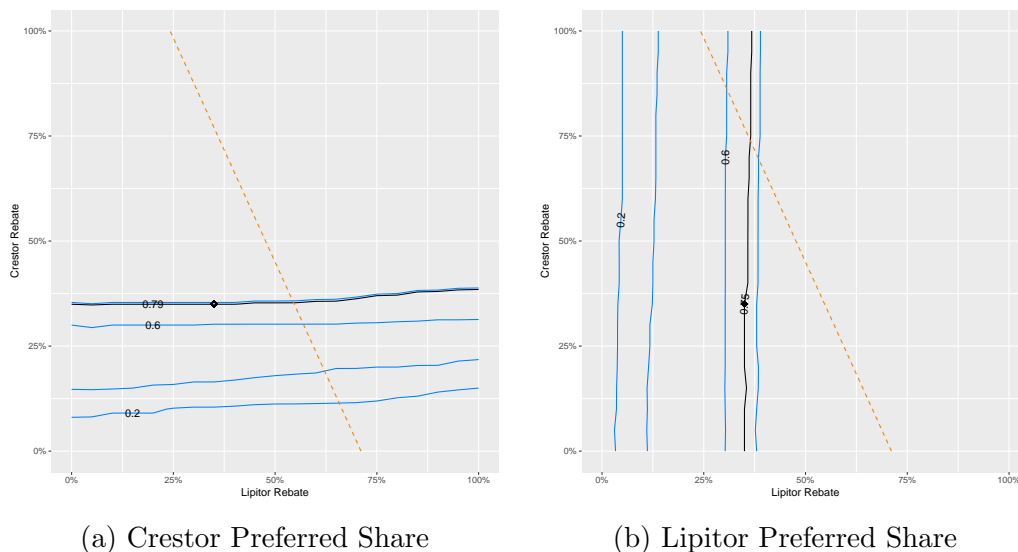 100%
75%
50%
25%
0%
Crestor Rebate
0.79
0.6
0.2
0% 25% 50% 75% 100%
Lipitor Rebate
(a) Crestor Preferred Share
100%
75%
50%
25%
0%
Crestor Rebate
0.2
0.6
0.75
0% 25% 50% 75% 100%
Lipitor Rebate
(b) Lipitor Preferred Share